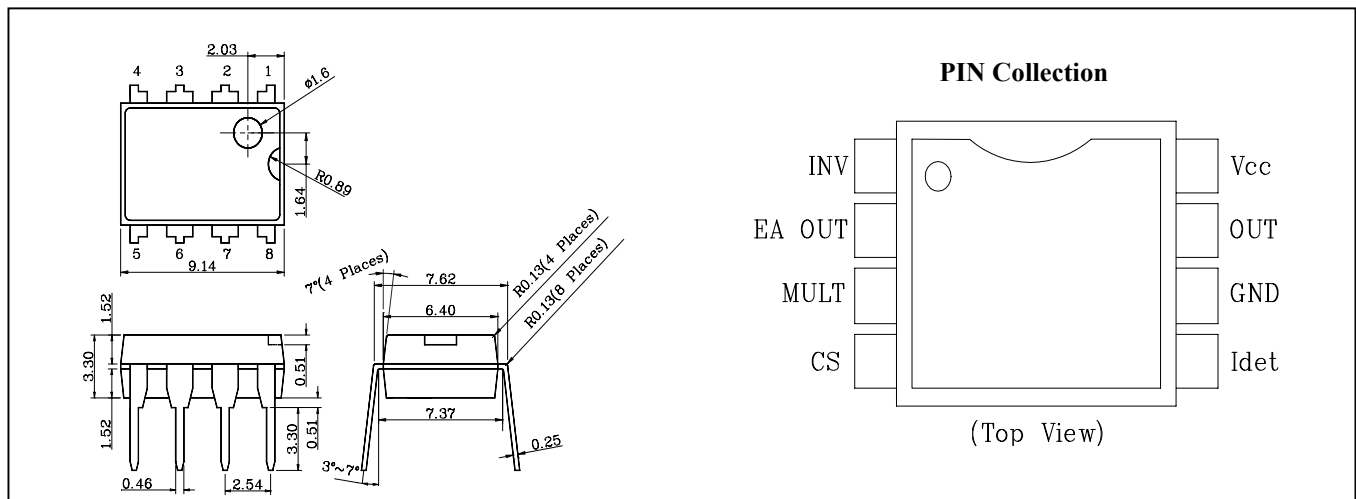 2.03
4 3 2 1
ø1.6
R0.89
1.64
5 6 7 8
9.14
7°(4 Places)
7.62
6.40
R0.13(4 Places)
R0.13(8 Places)
1.52
3.30
1.52
0.51
0.51
3.30
0.46
2.54
7.37
0.25
3°~7°
PIN Collection
INV Vcc
EA OUT OUT
MULT GND
CS Idet
(Top View)